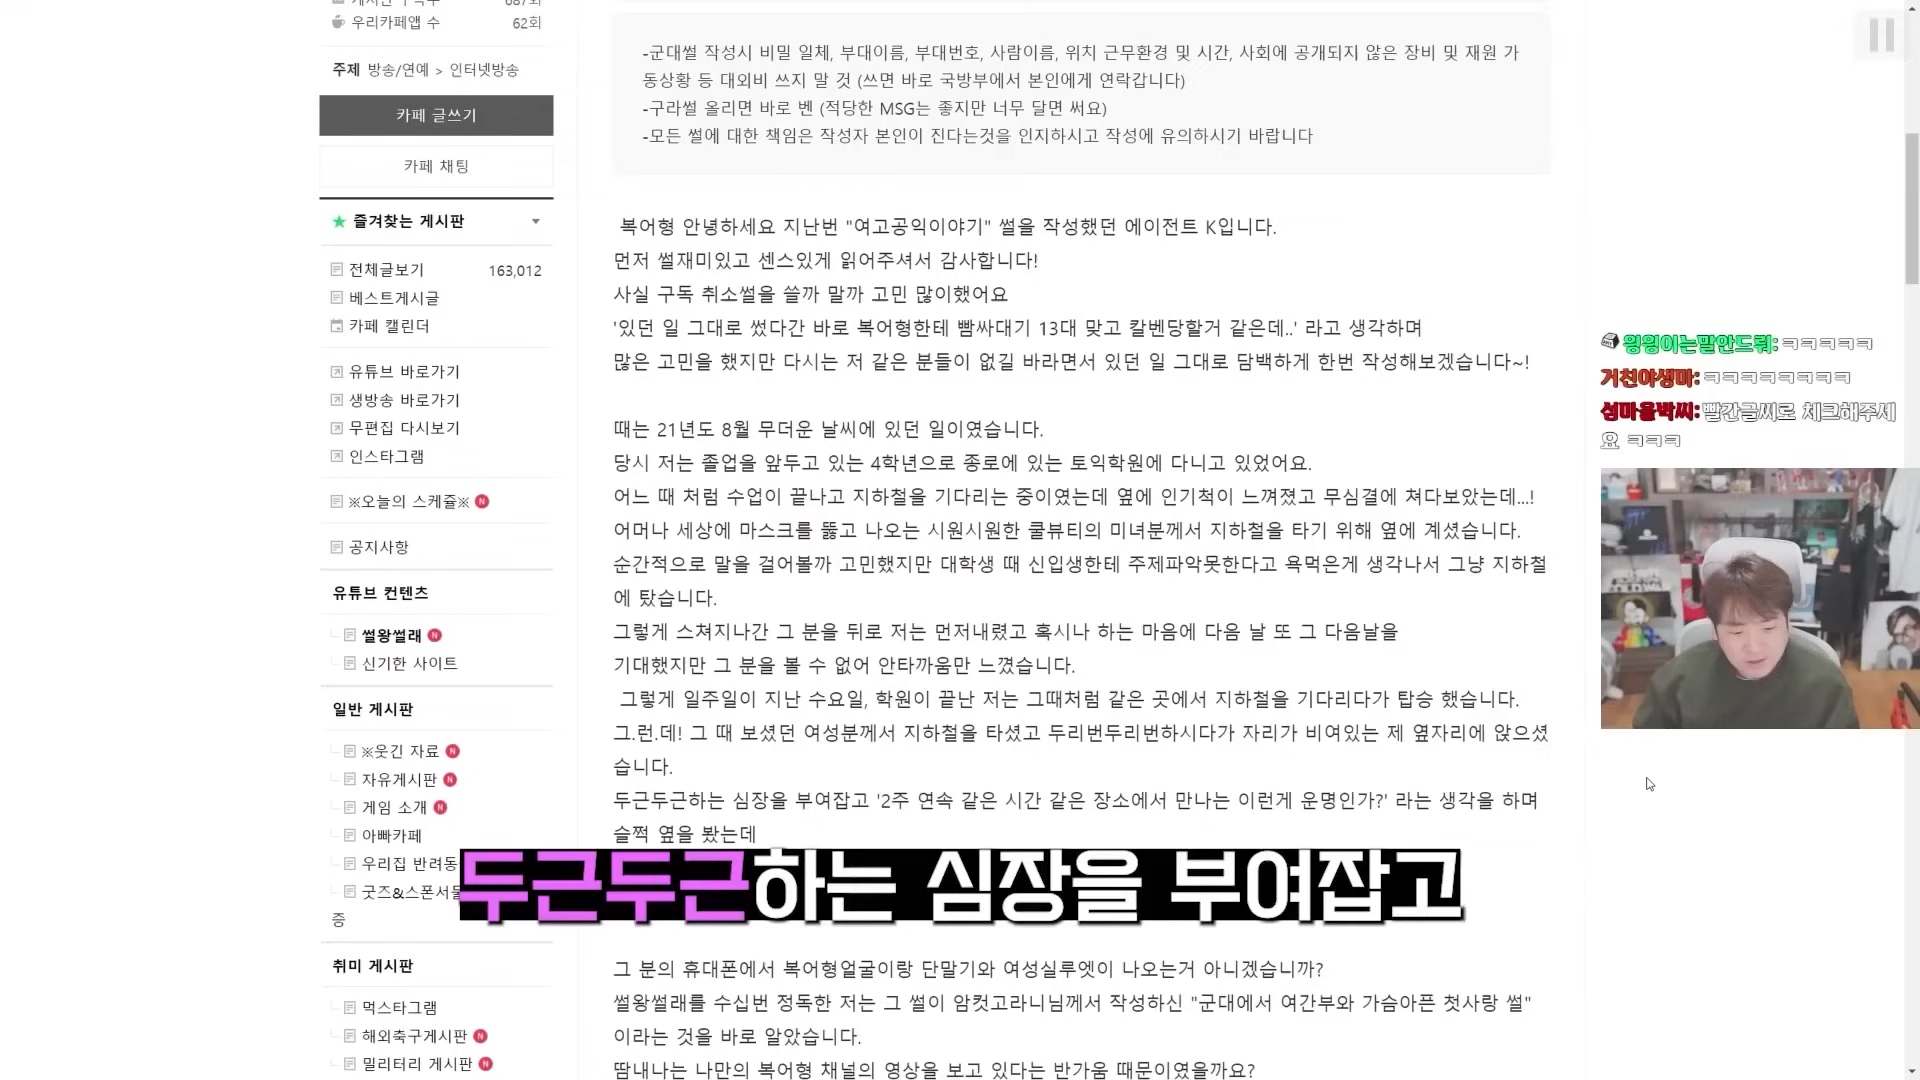 687회
우리카페앱 수 62회
주제 방송/연예 > 인터넷방송
카페 글쓰기
카페 채팅
즐겨찾는 게시판
전체글보기 163,012
베스트게시글
카페 캘린더
유튜브 바로가기
생방송 바로가기
무편집 다시보기
인스타그램
※오늘의 스케쥴※ N
공지사항
유튜브 컨텐츠
썰왕썰래 N
신기한 사이트
일반 게시판
※웃긴 자료 N
자유게시판 N
게임 소개 N
아빠카페
우리집 반려동
굿즈&스폰서물
증
취미 게시판
먹스타그램
해외축구게시판 N
밀리터리 게시판 N
-군대썰 작성시 비밀 일체, 부대이름, 부대번호, 사람이름, 위치 근무환경 및 시간, 사회에 공개되지 않은 장비 및 재원 가
동상황 등 대외비 쓰지 말 것 (쓰면 바로 국방부에서 본인에게 연락갑니다)
-구라썰 올리면 바로 벤 (적당한 MSG는 좋지만 너무 달면 써요)
-모든 썰에 대한 책임은 작성자 본인이 진다는것을 인지하시고 작성에 유의하시기 바랍니다
복어형 안녕하세요 지난번 "여고공익이야기" 썰을 작성했던 에이전트 K입니다.
먼저 썰재미있고 센스있게 읽어주셔서 감사합니다!
사실 구독 취소썰을 쓸까 말까 고민 많이했어요
'있던 일 그대로 썼다간 바로 복어형한테 빰싸대기 13대 맞고 칼벤당할거 같은데..' 라고 생각하며
많은 고민을 했지만 다시는 저 같은 분들이 없길 바라면서 있던 일 그대로 담백하게 한번 작성해보겠습니다~!
때는 21년도 8월 무더운 날씨에 있던 일이였습니다.
당시 저는 졸업을 앞두고 있는 4학년으로 종로에 있는 토익학원에 다니고 있었어요.
어느 때 처럼 수업이 끝나고 지하철을 기다리는 중이였는데 옆에 인기척이 느껴졌고 무심결에 쳐다보았는데...!
어머나 세상에 마스크를 뚫고 나오는 시원시원한 쿨뷰티의 미녀분께서 지하철을 타기 위해 옆에 계셨습니다.
순간적으로 말을 걸어볼까 고민했지만 대학생 때 신입생한테 주제파악못한다고 욕먹은게 생각나서 그냥 지하철
에 탔습니다.
그렇게 스쳐지나간 그 분을 뒤로 저는 먼저내렸고 혹시나 하는 마음에 다음 날 또 그 다음날을
기대했지만 그 분을 볼 수 없어 안타까움만 느꼈습니다.
그렇게 일주일이 지난 수요일, 학원이 끝난 저는 그때처럼 같은 곳에서 지하철을 기다리다가 탑승 했습니다.
그.런.데! 그 때 보셨던 여성분께서 지하철을 타셨고 두리번두리번하시다가 자리가 비여있는 제 옆자리에 앉으셨
습니다.
두근두근하는 심장을 부여잡고 '2주 연속 같은 시간 같은 장소에서 만나는 이런게 운명인가?' 라는 생각을 하며
슬쩍 옆을 봤는데
두근두근하는 심장을 부여잡고
그 분의 휴대폰에서 복어형얼굴이랑 단말기와 여성실루엣이 나오는거 아니겠습니까?
썰왕썰래를 수십번 정독한 저는 그 썰이 암컷고라니님께서 작성하신 "군대에서 여간부와 가슴아픈 첫사랑 썰"
이라는 것을 바로 알았습니다.
땀내나는 나만의 복어형 채널의 영상을 보고 있다는 반가움 때문이였을까요?
윙윙이는말안드뤄: ㅋㅋㅋㅋㅋ
거친야생마: ㅋㅋㅋㅋㅋㅋㅋㅋ
섬마을박씨: 빨간글씨로 체크해주세
요 ㅋㅋㅋ